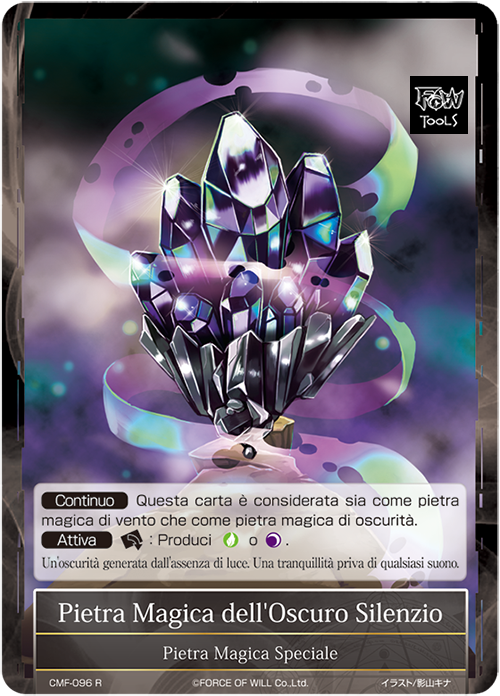 FOW
TOOLS
Continuo Questa carta è considerata sia come pietra
magica di vento che come pietra magica di oscurità.
Attiva : Produci o .
Un'oscurità generata dall'assenza di luce. Una tranquillità priva di qualsiasi suono.
Pietra Magica dell'Oscuro Silenzio
Pietra Magica Speciale
CMF-096 R ©FORCE OF WILL Co.,Ltd. イラスト/影山キナ